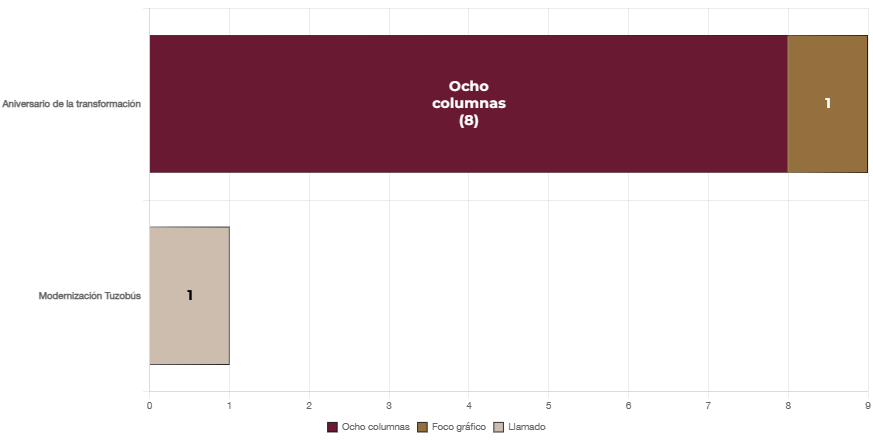 Ocho
columnas
(8)
1
Aniversario de la transformación
1
Modernización Tuzobús
0 1 2 3 4 5 6 7 8 9
Ocho columnas Foco gráfico Llamado